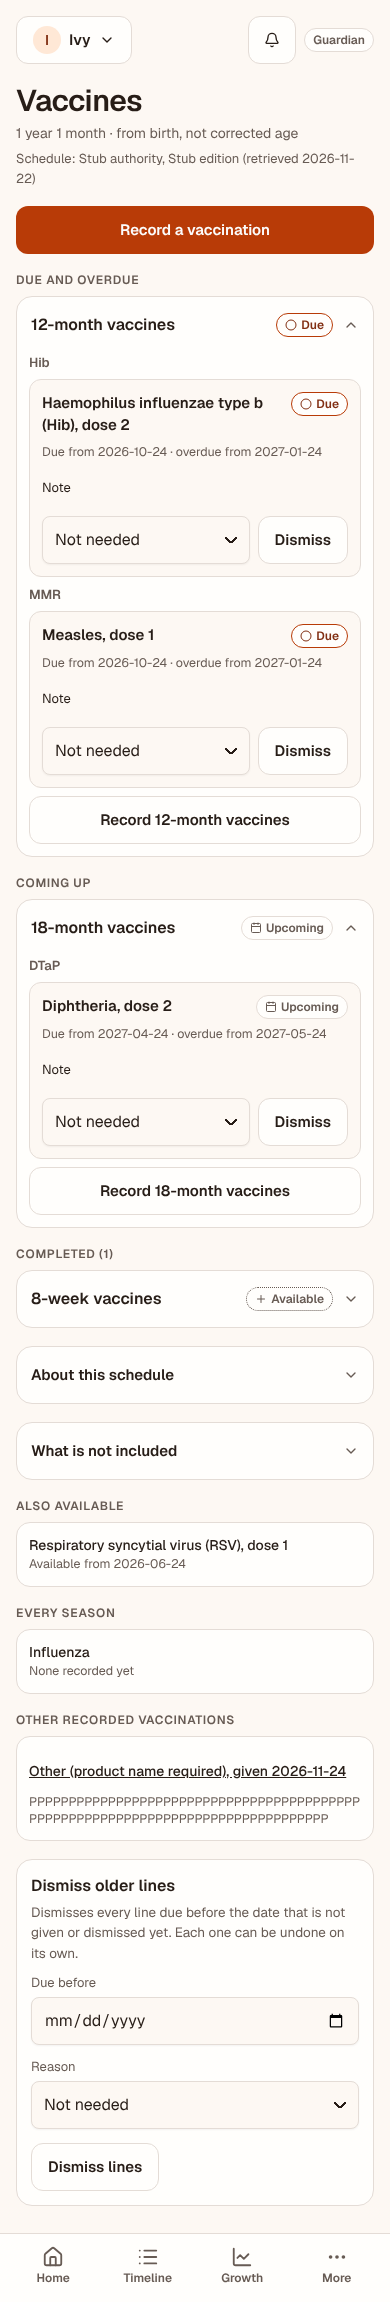 I Ivy
Guardian
Vaccines
1 year 1 month · from birth, not corrected age
Schedule: Stub authority, Stub edition (retrieved 2026-11-
22)
Record a vaccination
DUE AND OVERDUE
12-month vaccines
Due
Hib
Haemophilus influenzae type b
(Hib), dose 2
Due
Due from 2026-10-24 · overdue from 2027-01-24
Note
Not needed
Dismiss
MMR
Measles, dose 1
Due
Due from 2026-10-24 · overdue from 2027-01-24
Note
Not needed
Dismiss
Record 12-month vaccines
COMING UP
18-month vaccines
Upcoming
DTaP
Diphtheria, dose 2
Upcoming
Due from 2027-04-24 · overdue from 2027-05-24
Note
Not needed
Dismiss
Record 18-month vaccines
COMPLETED (1)
8-week vaccines
Available
About this schedule
What is not included
ALSO AVAILABLE
Respiratory syncytial virus (RSV), dose 1
Available from 2026-06-24
EVERY SEASON
Influenza
None recorded yet
OTHER RECORDED VACCINATIONS
Other (product name required), given 2026-11-24
PPPPPPPPPPPPPPPPPPPPPPPPPPPPPPPPPPPPPPPPPP
PPPPPPPPPPPPPPPPPPPPPPPPPPPPPPPPPPPPPP
Dismiss older lines
Dismisses every line due before the date that is not
given or dismissed yet. Each one can be undone on
its own.
Due before
mm/dd/yyyy
Reason
Not needed
Dismiss lines
Home
Timeline
Growth
More